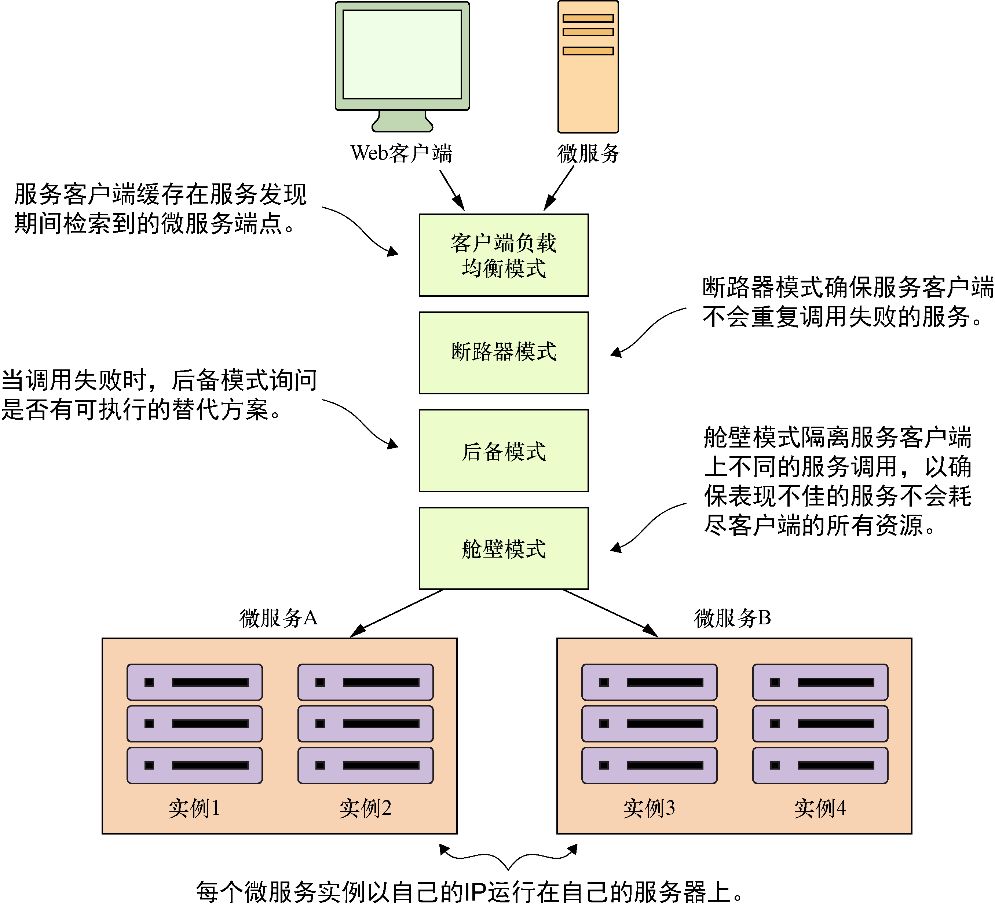 Web客户端
微服务
服务客户端缓存在服务发现
期间检索到的微服务端点。
客户端负载
均衡模式
断路器模式确保服务客户端
不会重复调用失败的服务。
断路器模式
当调用失败时，后备模式询问
是否有可执行的替代方案。
后备模式
舱壁模式隔离服务客户端
上不同的服务调用，以确
保表现不佳的服务不会耗
尽客户端的所有资源。
舱壁模式
微服务A
微服务B
实例1
实例2
实例3
实例4
每个微服务实例以自己的IP运行在自己的服务器上。